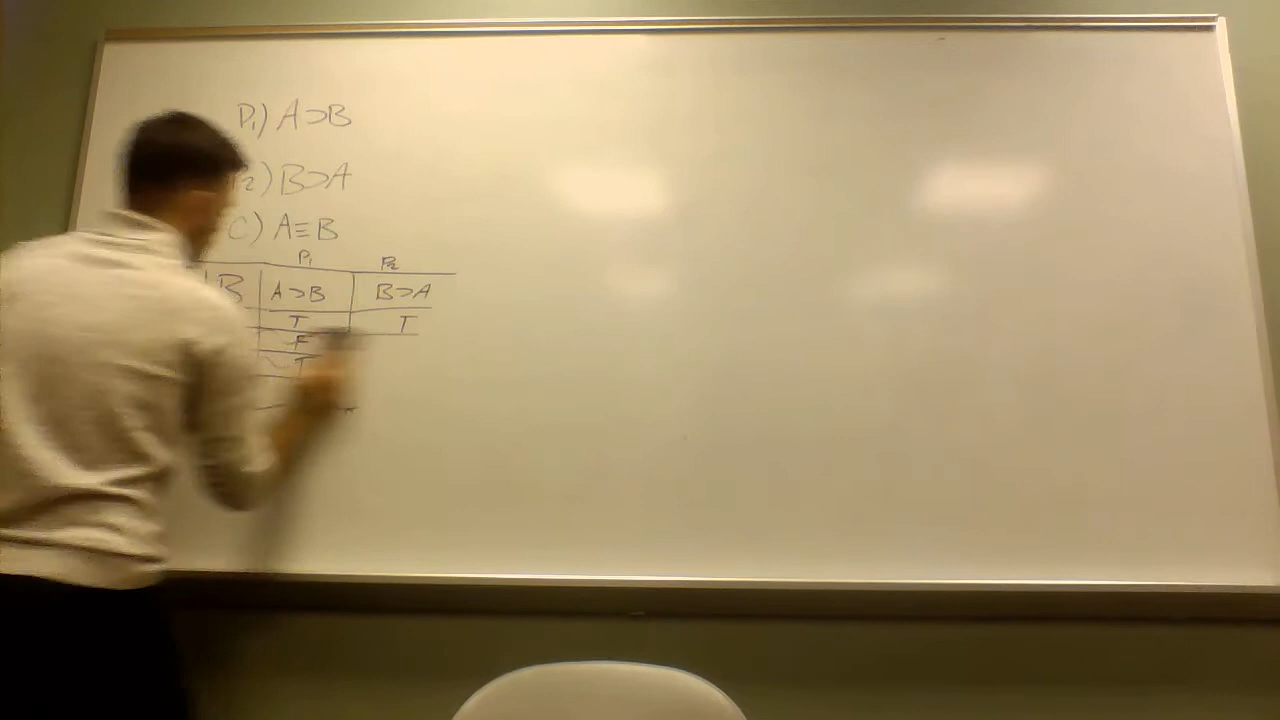 P₁) A⊃B
2) B⊃A
C) A≡B
P₁ P₂
B A⊃B B⊃A
T T
F
T